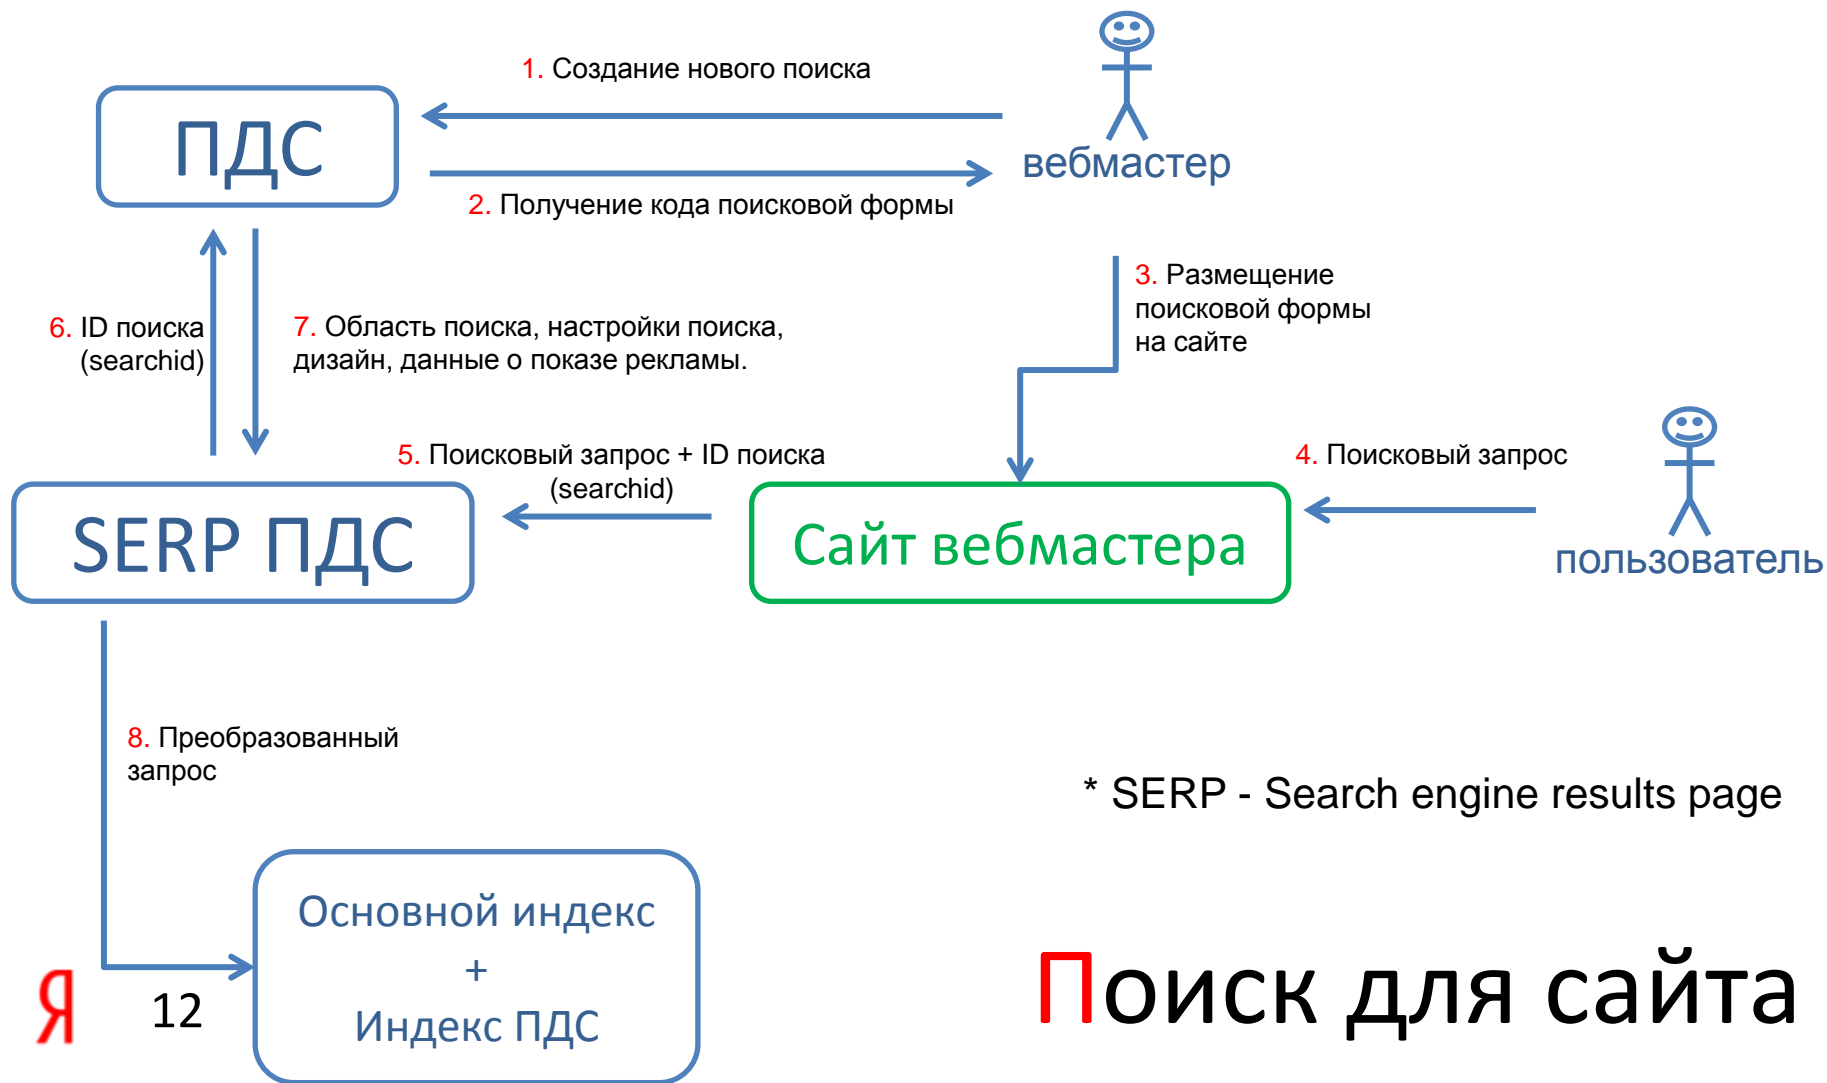 1. Создание нового поиска
ПДС
вебмастер
2. Получение кода поисковой формы
3. Размещение
поисковой формы
на сайте
6. ID поиска
(searchid)
7. Область поиска, настройки поиска,
дизайн, данные о показе рекламы.
5. Поисковый запрос + ID поиска
(searchid)
4. Поисковый запрос
SERP ПДС
Сайт вебмастера
пользователь
8. Преобразованный
запрос
* SERP - Search engine results page
Основной индекс
+
Индекс ПДС
Я
12
Поиск для сайта